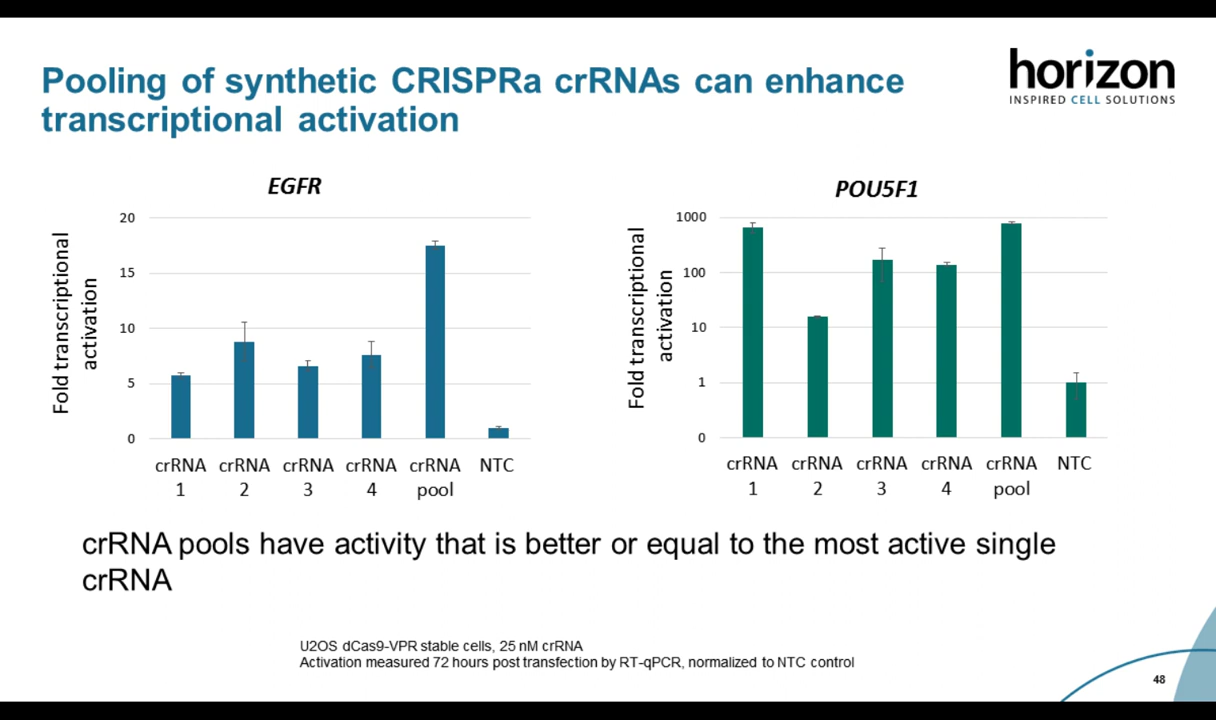 Pooling of synthetic CRISPRa crRNAs can enhance
transcriptional activation
horizon
INSPIRED CELL SOLUTIONS
EGFR
Fold transcriptional
activation
20
15
10
5
0
crRNA crRNA crRNA crRNA crRNA NTC
1 2 3 4 pool
POU5F1
Fold transcriptional
activation
1000
100
10
1
0
crRNA crRNA crRNA crRNA crRNA NTC
1 2 3 4 pool
crRNA pools have activity that is better or equal to the most active single
crRNA
U2OS dCas9-VPR stable cells, 25 nM crRNA
Activation measured 72 hours post transfection by RT-qPCR, normalized to NTC control
48